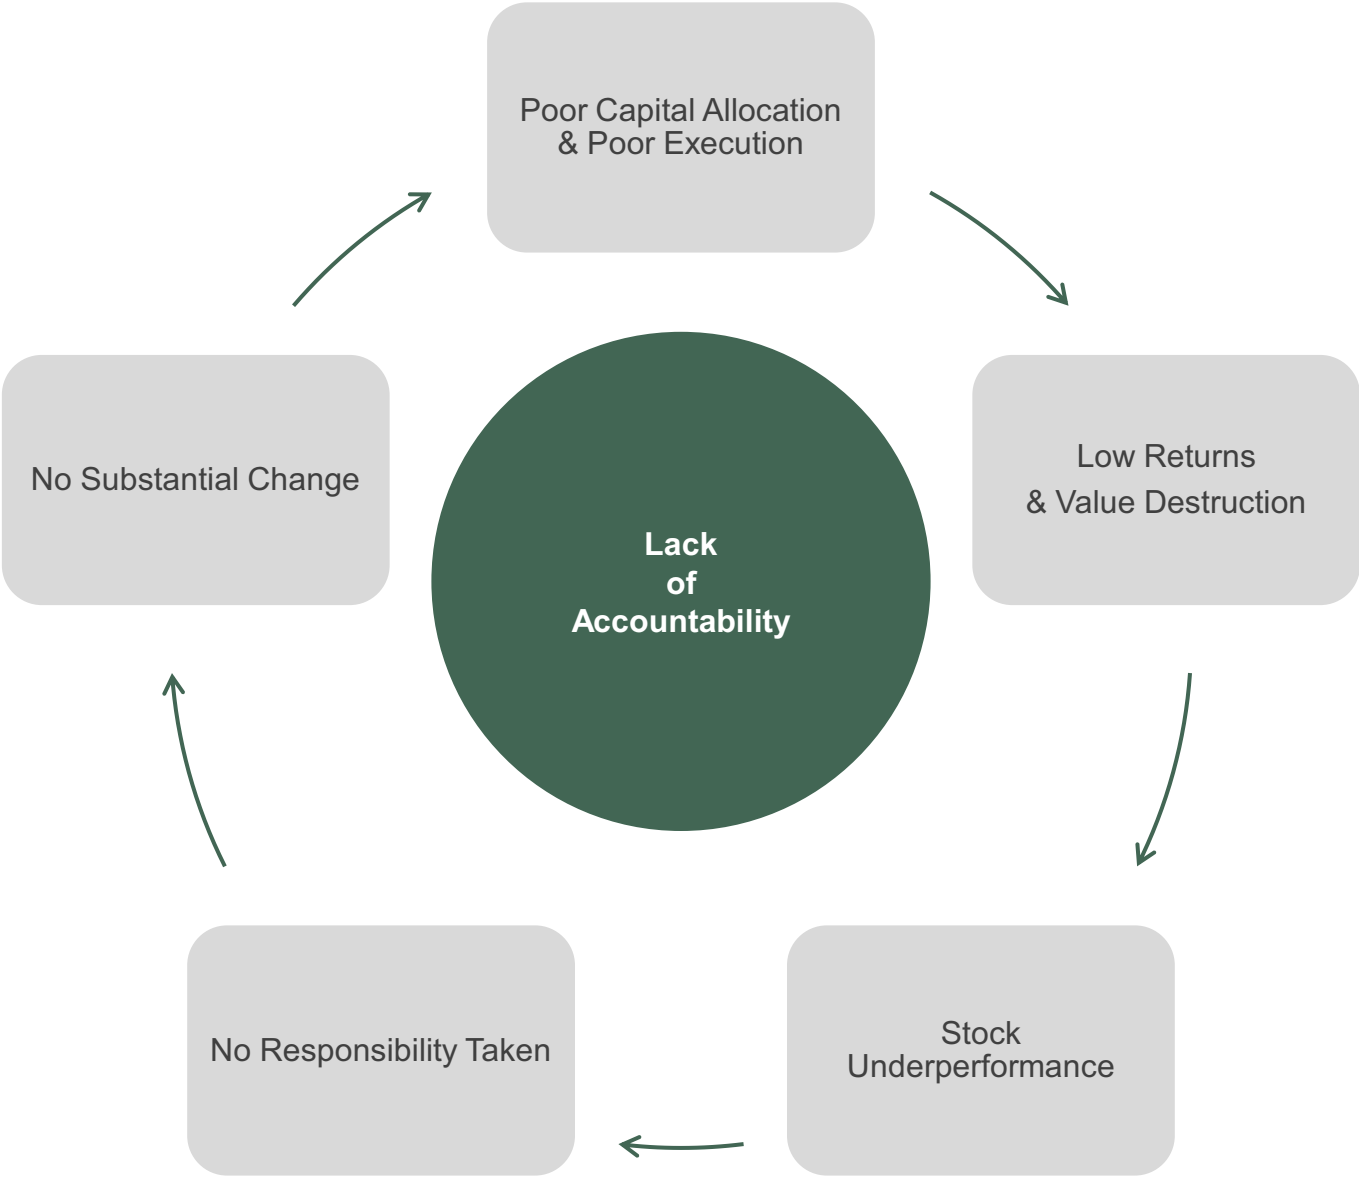 Poor Capital Allocation
& Poor Execution
Low Returns
& Value Destruction
Stock
Underperformance
No Responsibility Taken
No Substantial Change
Lack
of
Accountability